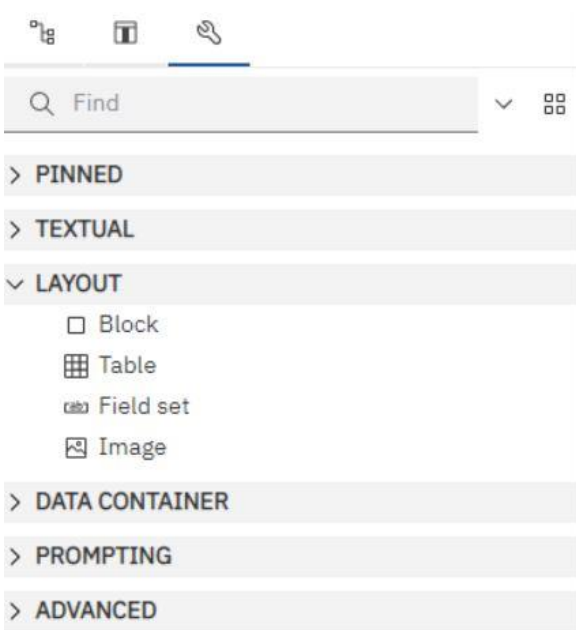 Find
PINNED
TEXTUAL
LAYOUT
Block
Table
Field set
Image
DATA CONTAINER
PROMPTING
ADVANCED